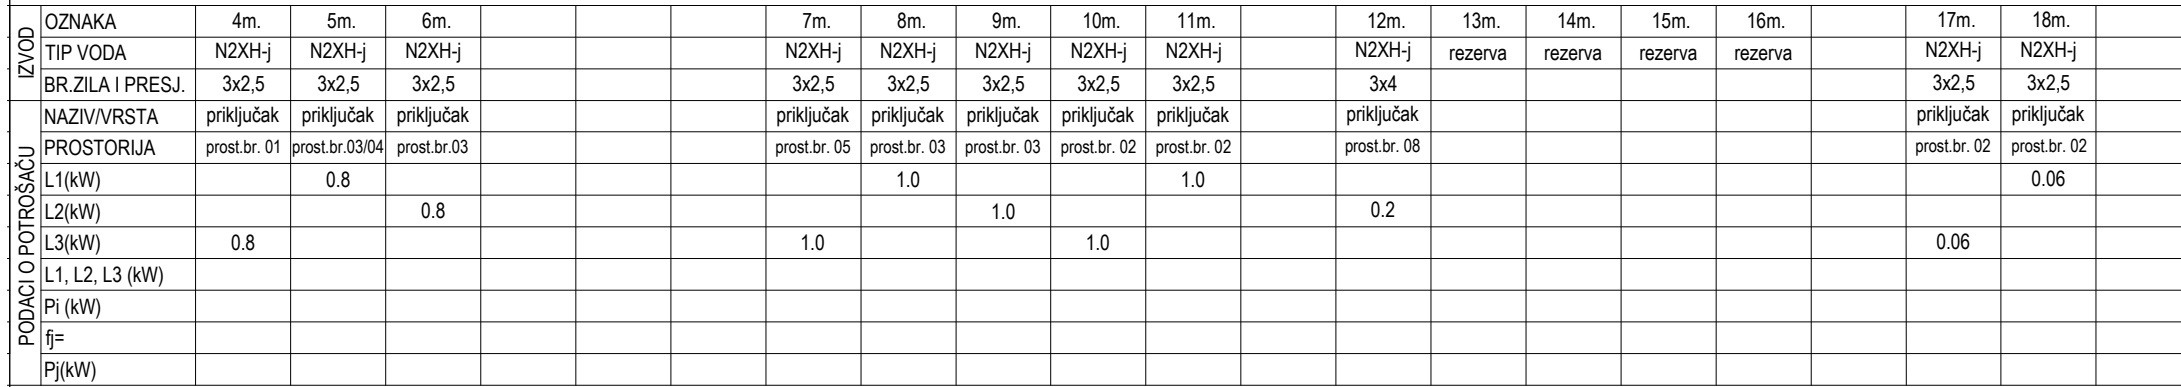 IZVOD
OZNAKA 4m. 5m. 6m. 7m. 8m. 9m. 10m. 11m. 12m. 13m. 14m. 15m. 16m. 17m. 18m.
TIP VODA N2XH-j N2XH-j N2XH-j N2XH-j N2XH-j N2XH-j N2XH-j N2XH-j N2XH-j rezerva rezerva rezerva rezerva N2XH-j N2XH-j
BR.ZILA I PRESJ. 3x2,5 3x2,5 3x2,5 3x2,5 3x2,5 3x2,5 3x2,5 3x2,5 3x4 3x2,5 3x2,5
PODACI O POTROŠAČU
NAZIV/VRSTA priključak priključak priključak priključak priključak priključak priključak priključak priključak priključak priključak
PROSTORIJA prost.br. 01 prost.br.03/04 prost.br.03 prost.br. 05 prost.br. 03 prost.br. 03 prost.br. 02 prost.br. 02 prost.br. 08 prost.br. 02 prost.br. 02
L1(kW) 0.8 1.0 1.0 0.06
L2(kW) 0.8 1.0 0.2
L3(kW) 0.8 1.0 1.0 0.06
L1, L2, L3 (kW)
Pi (kW)
fj=
Pj(kW)